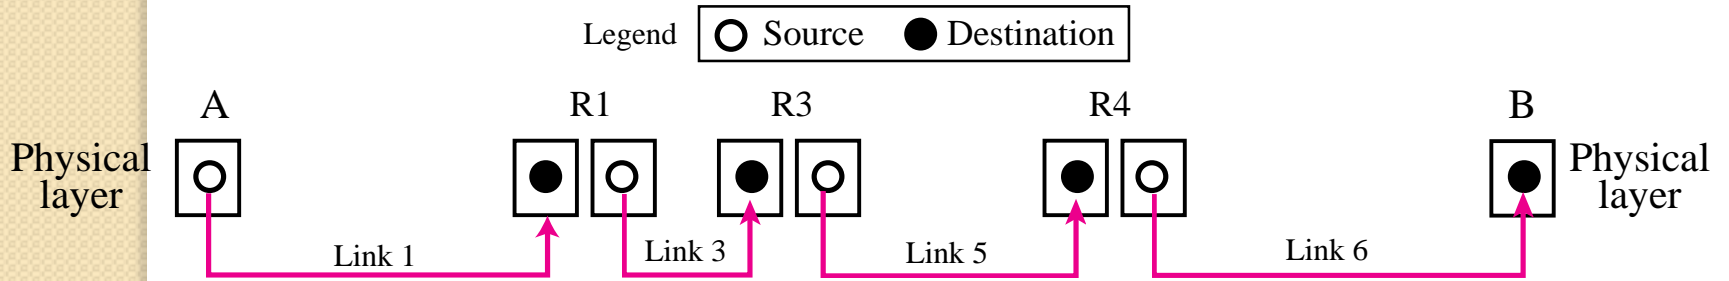 Legend Source Destination
A R1 R3 R4 B
Physical
layer
Physical
layer
Link 1 Link 3 Link 5 Link 6